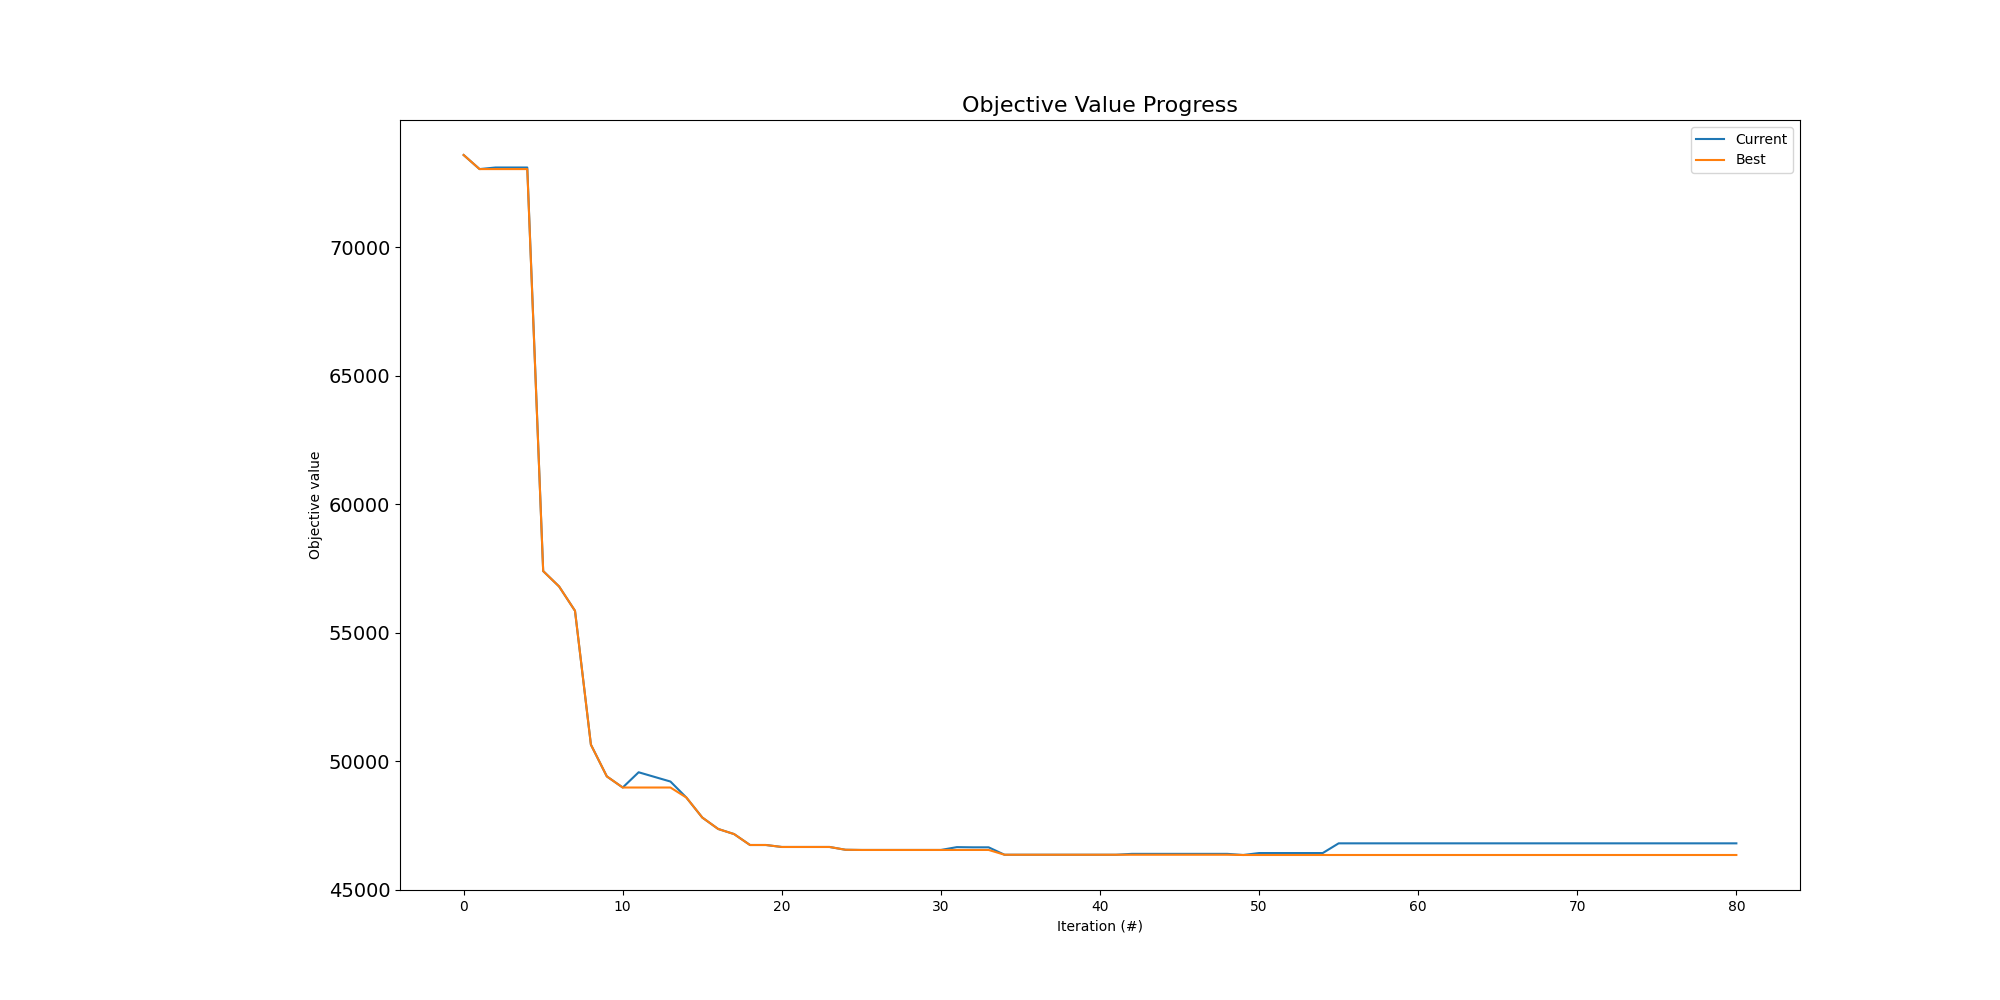 Objective Value Progress
Current
Best
70000
65000
60000
55000
50000
45000
Objective value
0 10 20 30 40 50 60 70 80
Iteration (#)